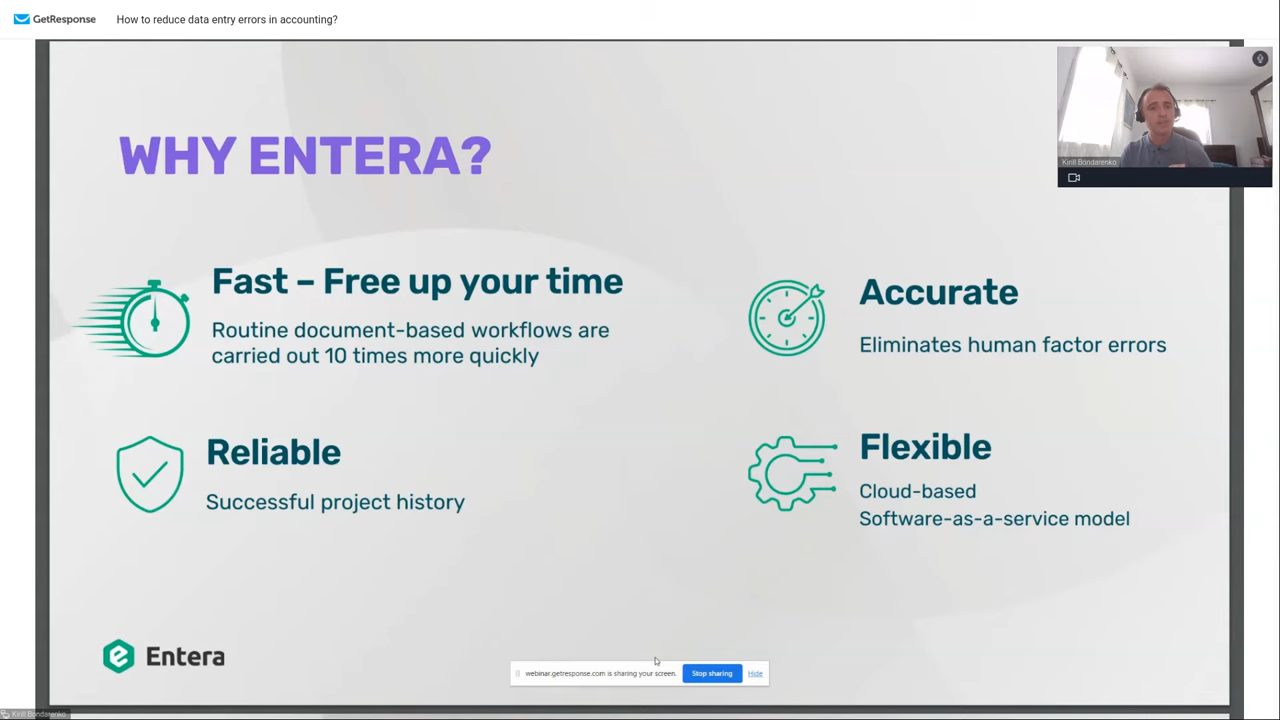 GetResponse
How to reduce data entry errors in accounting?
Kirill Bondarenko
WHY ENTERA?
Fast – Free up your time
Routine document-based workflows are
carried out 10 times more quickly
Accurate
Eliminates human factor errors
Reliable
Successful project history
Flexible
Cloud-based
Software-as-a-service model
Entera
webinar.getresponse.com is sharing your screen.
Stop sharing
Hide
Kirill Bondarenko